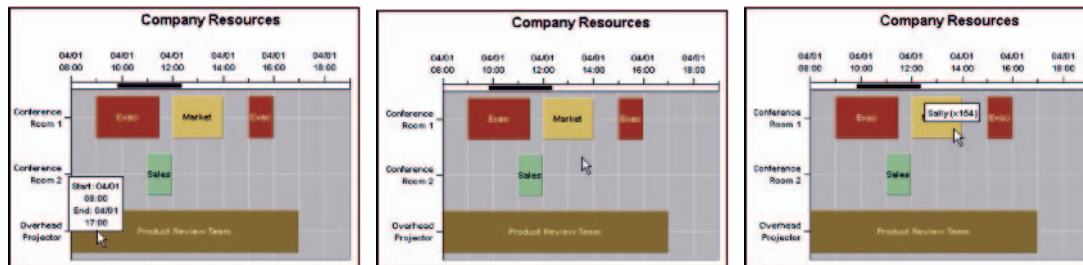 Company Resources
04/01 04/01 04/01 04/01 04/01 04/01
08:00 10:00 12:00 14:00 16:00 18:00
Conference
Room 1
Exec Market Exec
Conference
Room 2
Sales
Start: 04/01
08:00
End: 04/01
17:00
Overhead
Projector
Product Review Team
Company Resources
04/01 04/01 04/01 04/01 04/01 04/01
08:00 10:00 12:00 14:00 16:00 18:00
Conference
Room 1
Exec Market Exec
Conference
Room 2
Sales
Overhead
Projector
Product Review Team
Company Resources
04/01 04/01 04/01 04/01 04/01 04/01
08:00 10:00 12:00 14:00 16:00 18:00
Conference
Room 1
Exec Exec
Sally (x154)
Conference
Room 2
Sales
Overhead
Projector
Product Review Team